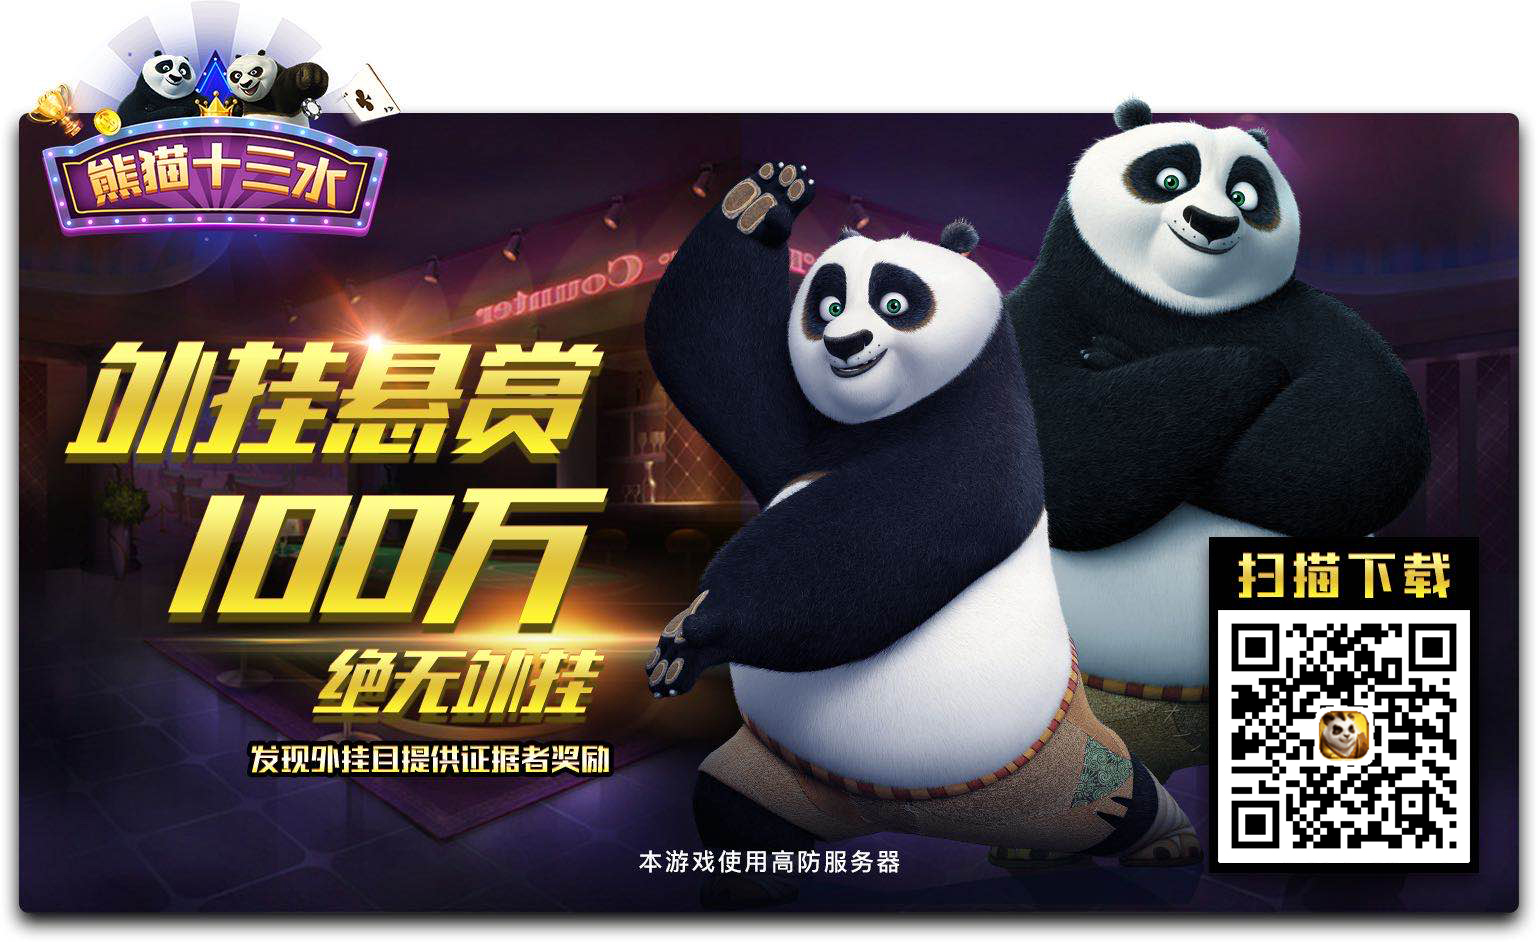 熊猫十三水
Counter
外挂悬赏
100万
绝无外挂
发现外挂且提供证据者奖励
扫描下载
本游戏使用高防服务器